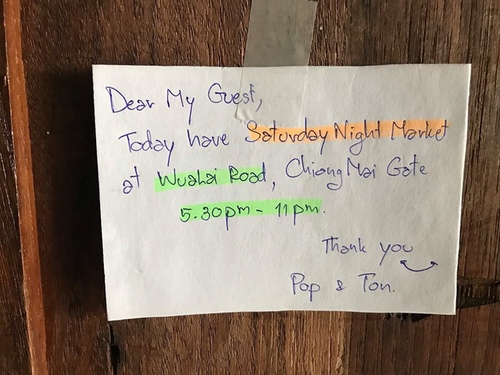 Dear My Guest,
Today have Saturday Night Market
at Wualai Road, Chiang Mai Gate
5.30pm - 11pm.
Thank you
Pop & Ton.